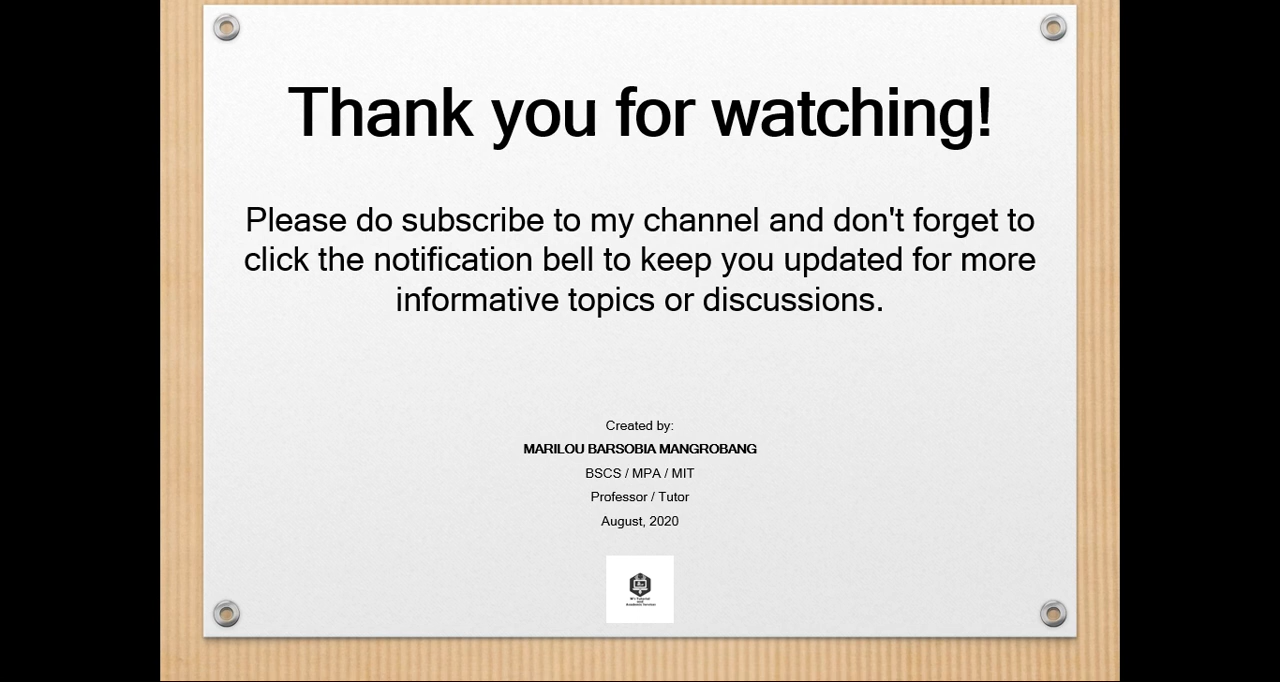 Thank you for watching!
Please do subscribe to my channel and don't forget to
click the notification bell to keep you updated for more
informative topics or discussions.
Created by:
MARILOU BARSOBIA MANGROBANG
BSCS / MPA / MIT
Professor / Tutor
August, 2020
Academic Services